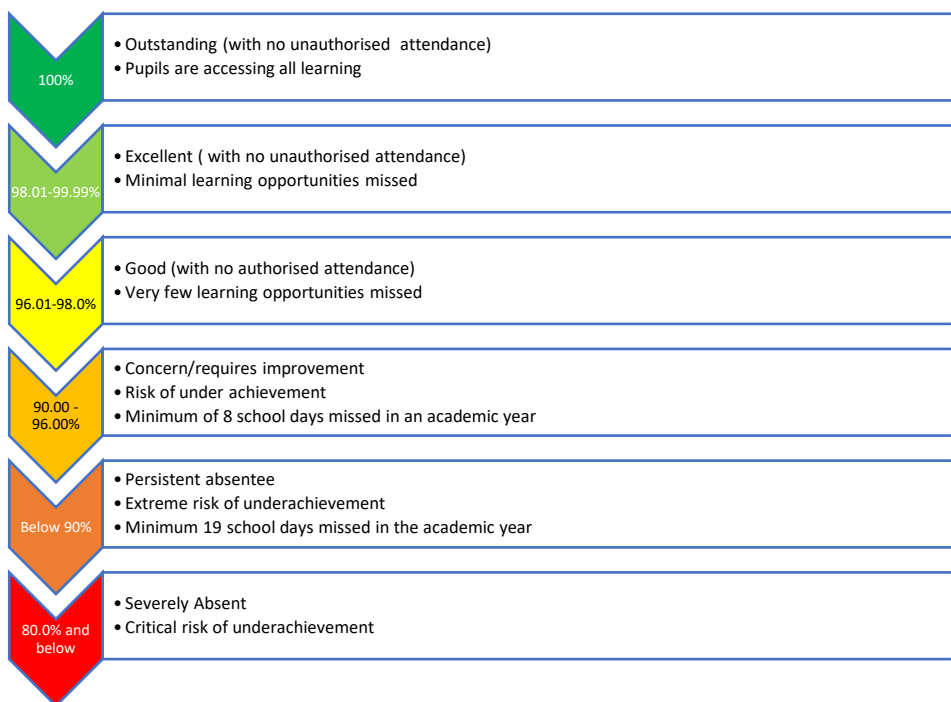 100%
• Outstanding (with no unauthorised  attendance)
• Pupils are accessing all learning
98.01-99.99%
• Excellent ( with no unauthorised attendance)
• Minimal learning opportunities missed
96.01-98.0%
• Good (with no authorised attendance)
• Very few learning opportunities missed
90.00 -
96.00%
• Concern/requires improvement
• Risk of under achievement
• Minimum of 8 school days missed in an academic year
Below 90%
• Persistent absentee
• Extreme risk of underachievement
• Minimum 19 school days missed in the academic year
80.0% and
below
• Severely Absent
• Critical risk of underachievement